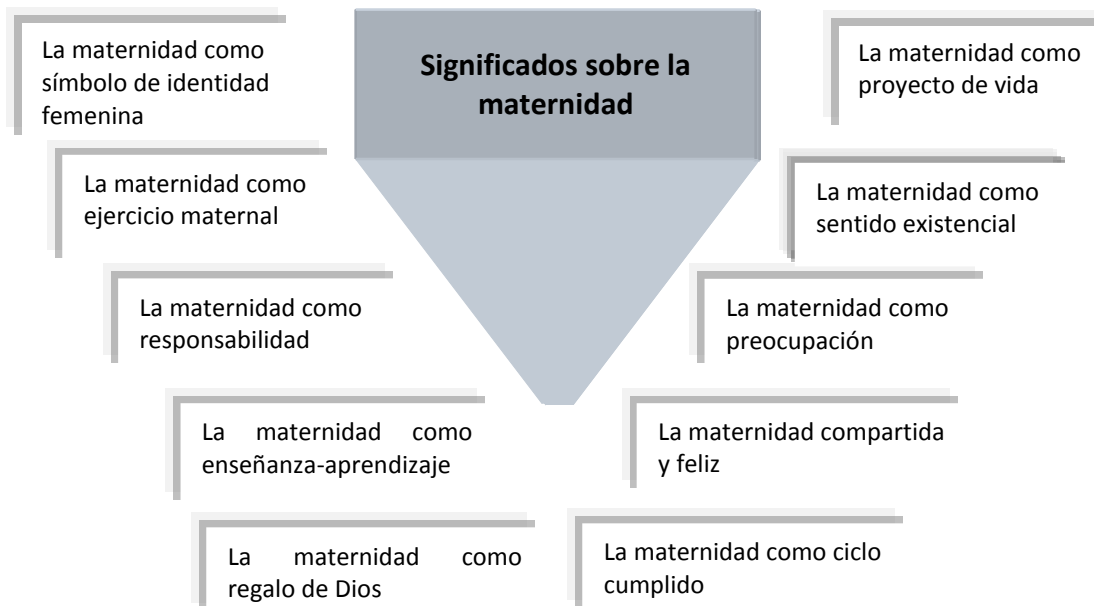 Significados sobre la
maternidad
La maternidad como
símbolo de identidad
femenina
La maternidad como
ejercicio maternal
La maternidad como
responsabilidad
La maternidad como
enseñanza-aprendizaje
La maternidad como
regalo de Dios
La maternidad como
proyecto de vida
La maternidad como
sentido existencial
La maternidad como
preocupación
La maternidad compartida
y feliz
La maternidad como ciclo
cumplido